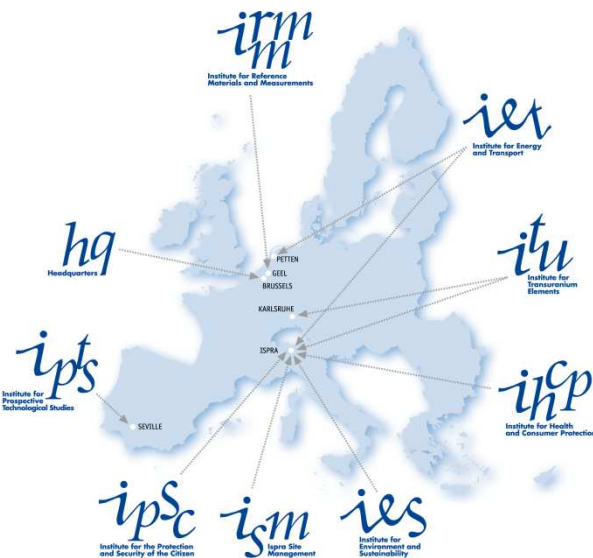 irmm
Institute for Reference
Materials and Measurements
iet
Institute for Energy
and Transport
hq
Headquarters
itu
Institute for
Transuranium
Elements
PETTEN
GEEL
BRUSSELS
KARLSRUHE
ISPRA
ipts
Institute for
Prospective
Technological Studies
SEVILLE
ihcp
Institute for Health
and Consumer Protection
ipsc
Institute for the Protection
and Security of the Citizen
ism
Ispra Site
Management
ies
Institute for
Environment and
Sustainability